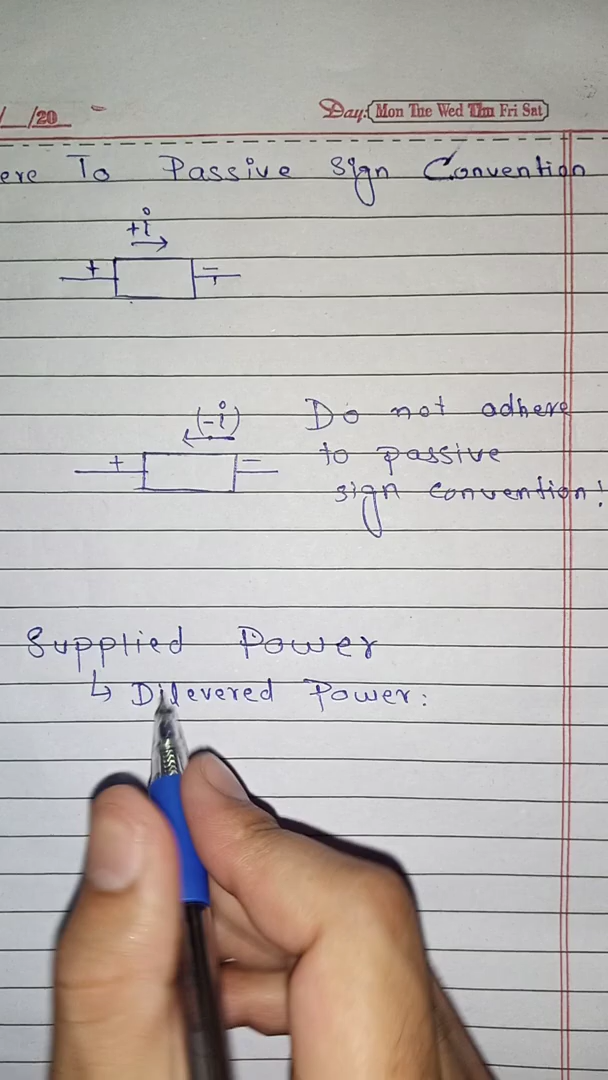 / /20
Day: Mon Tue Wed Thu Fri Sat
ere To Passive Sign Convention
+i
+ −
(-i)
+ −
Do not adhere
to passive
sign convention!
Supplied Power
↳ Dilevered Power: